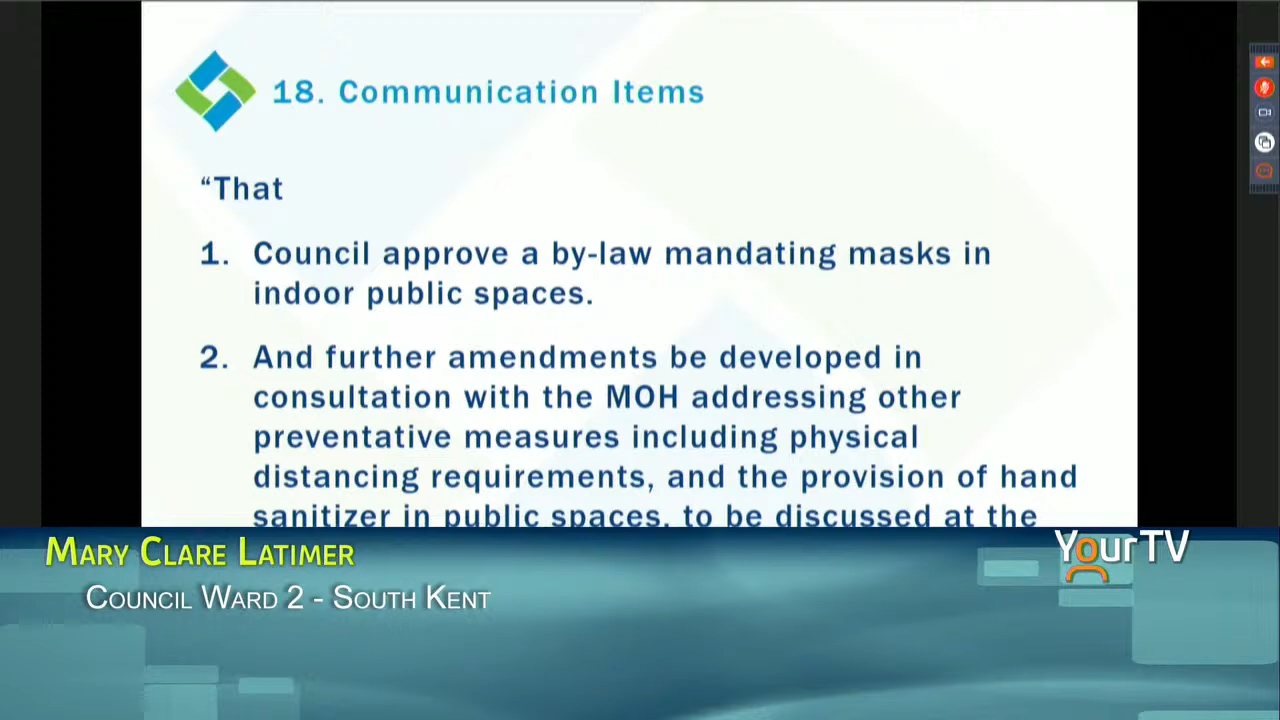 18. Communication Items
“That
1. Council approve a by-law mandating masks in
indoor public spaces.
2. And further amendments be developed in
consultation with the MOH addressing other
preventative measures including physical
distancing requirements, and the provision of hand
sanitizer in public spaces, to be discussed at the
MARY CLARE LATIMER
COUNCIL WARD 2 - SOUTH KENT
YourTV